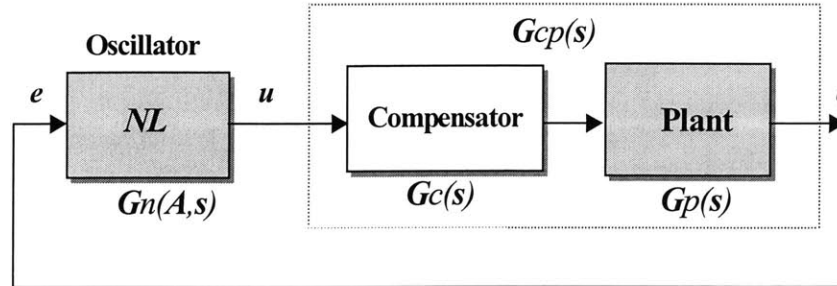 Gcp(s)
Oscillator
e
NL
u
Compensator
Plant
Gn(A,s)
Gc(s)
Gp(s)